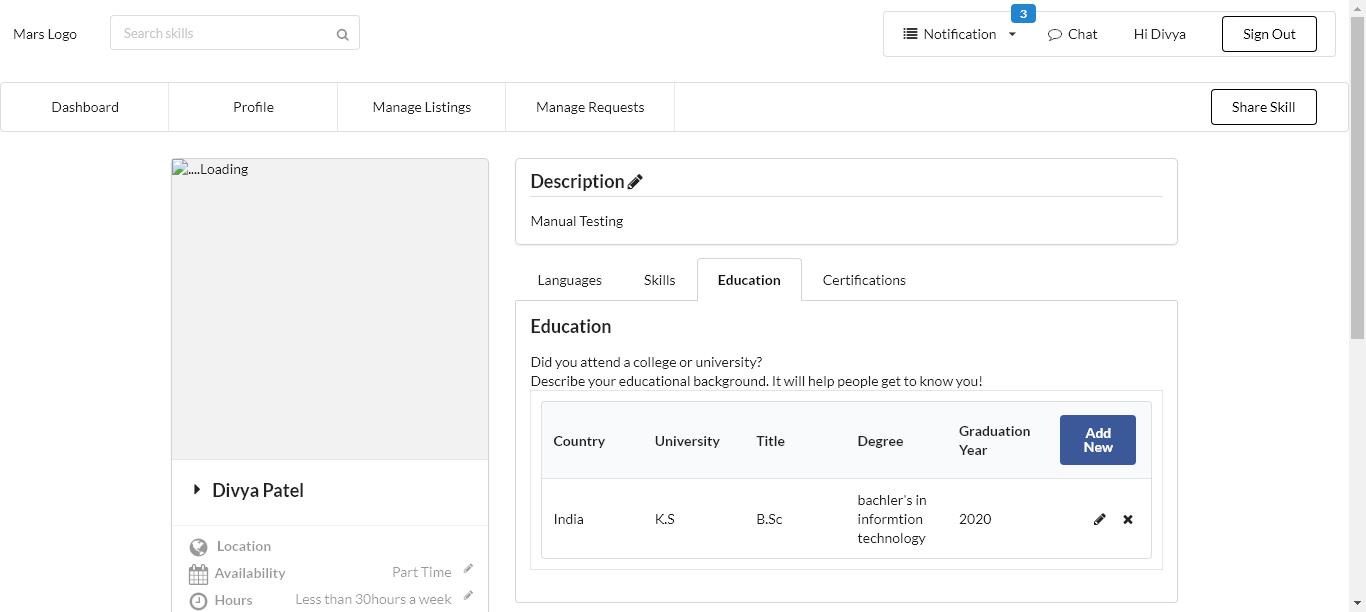 Mars Logo
Search skills
Notification
3
Chat
Hi Divya
Sign Out
Dashboard
Profile
Manage Listings
Manage Requests
Share Skill
....Loading
Divya Patel
Location
Availability
Part Time
Hours
Less than 30hours a week
Description
Manual Testing
Languages
Skills
Education
Certifications
Education
Did you attend a college or university?
Describe your educational background. It will help people get to know you!
Country
University
Title
Degree
Graduation
Year
Add
New
India
K.S
B.Sc
bachler's in
informtion
technology
2020